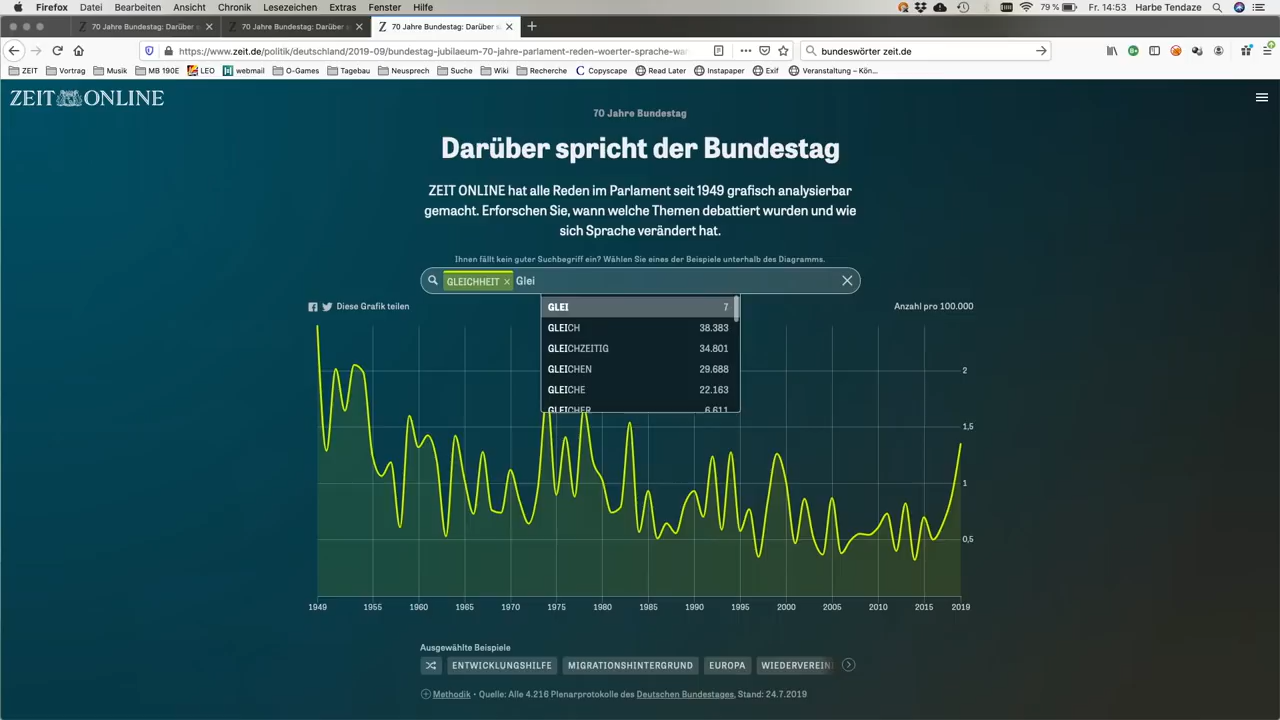 Firefox Datei Bearbeiten Ansicht Chronik Lesezeichen Extras Fenster Hilfe 79 % Fr. 14:53 Harbe Tendaze
70 Jahre Bundestag: Darüber 70 Jahre Bundestag: Darüber 70 Jahre Bundestag: Darüber
https://www.zeit.de/politik/deutschland/2019-09/bundestag-jubilaeum-70-jahre-parlament-reden-woerter-sprache-wa bundeswörter zeit.de
ZEIT Vortrag Musik MB 190E LEO webmail O-Games Tagebau Neusprech Suche Wiki Recherche Copyscape Read Later Instapaper Exif Veranstaltung – Kön...
ZEIT ONLINE
70 Jahre Bundestag
Darüber spricht der Bundestag
ZEIT ONLINE hat alle Reden im Parlament seit 1949 grafisch analysierbar
gemacht. Erforschen Sie, wann welche Themen debattiert wurden und wie
sich Sprache verändert hat.
Ihnen fällt kein guter Suchbegriff ein? Wählen Sie eines der Beispiele unterhalb des Diagramms.
GLEICHHEIT × Glei
Diese Grafik teilen Anzahl pro 100.000
GLEI 7
GLEICH 38.383
GLEICHZEITIG 34.801
GLEICHEN 29.688
GLEICHE 22.163
GLEICHER 6.611
2
1,5
1
0,5
1949 1955 1960 1965 1970 1975 1980 1985 1990 1995 2000 2005 2010 2015 2019
Ausgewählte Beispiele
ENTWICKLUNGSHILFE MIGRATIONSHINTERGRUND EUROPA WIEDERVEREIN
Methodik • Quelle: Alle 4.216 Plenarprotokolle des Deutschen Bundestages, Stand: 24.7.2019